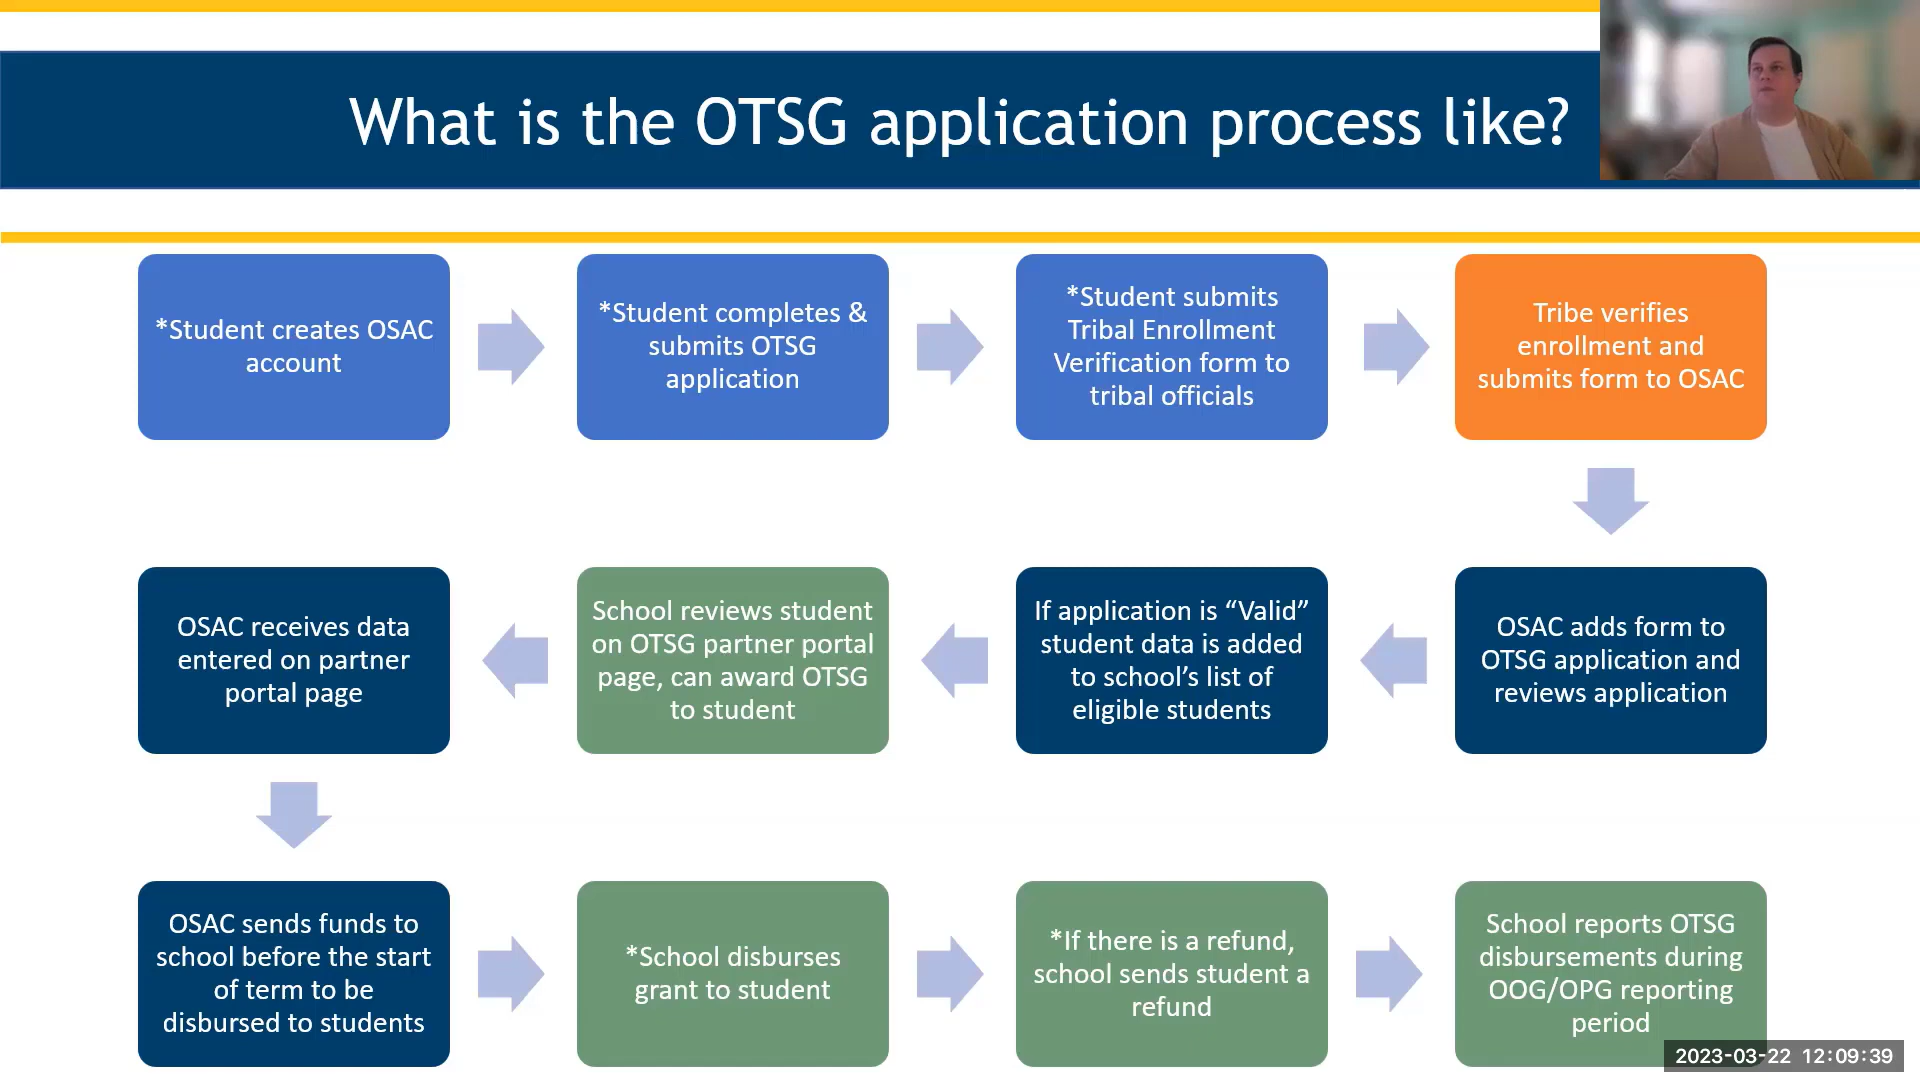 What is the OTSG application process like?
*Student creates OSAC
account
*Student completes &
submits OTSG
application
*Student submits
Tribal Enrollment
Verification form to
tribal officials
Tribe verifies
enrollment and
submits form to OSAC
OSAC adds form to
OTSG application and
reviews application
If application is “Valid”
student data is added
to school’s list of
eligible students
School reviews student
on OTSG partner portal
page, can award OTSG
to student
OSAC receives data
entered on partner
portal page
OSAC sends funds to
school before the start
of term to be
disbursed to students
*School disburses
grant to student
*If there is a refund,
school sends student a
refund
School reports OTSG
disbursements during
OOG/OPG reporting
period
2023-03-22 12:09:39